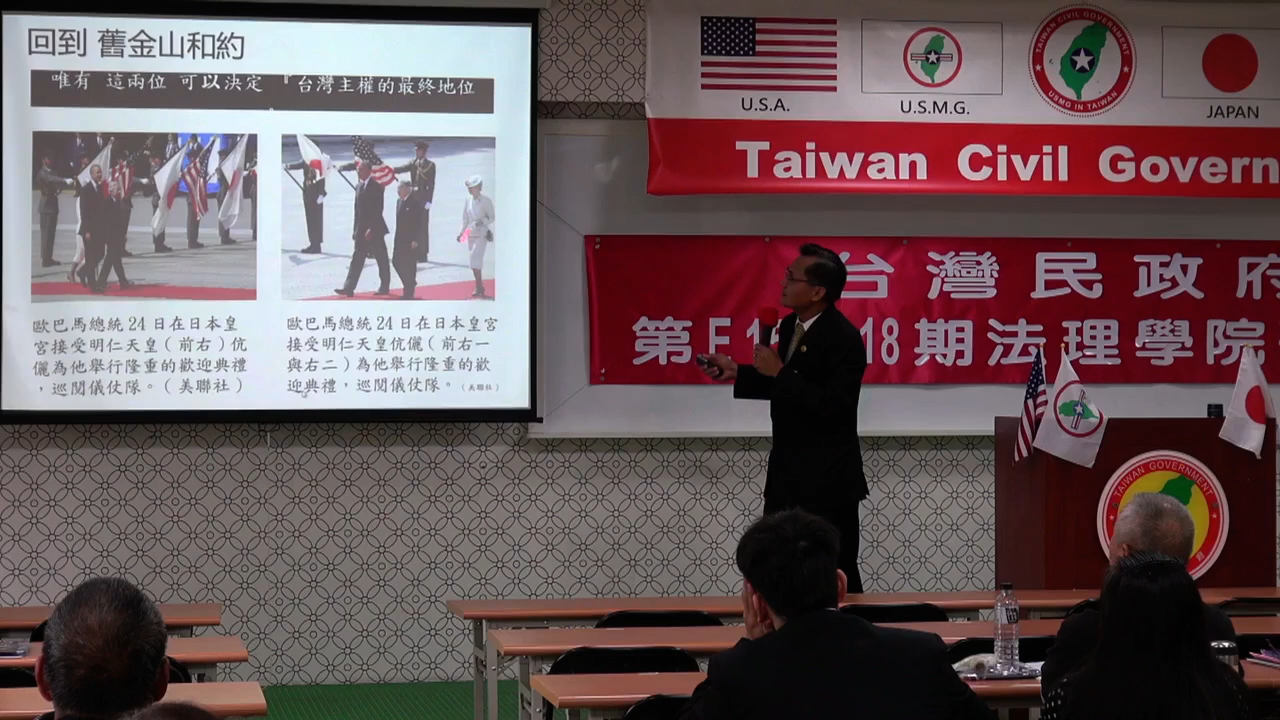 回到 舊金山和約
唯有 這兩位 可以決定 『台灣主權的最終地位
歐巴馬總統24日在日本皇
宮接受明仁天皇（前右）伉
儷為他舉行隆重的歡迎典禮
，巡閱儀仗隊。（美聯社）
歐巴馬總統24日在日本皇宮
接受明仁天皇伉儷（前右一
與右二）為他舉行隆重的歡
迎典禮，巡閱儀仗隊。（美聯社）
U.S.A.
U.S.M.G.
TAIWAN CIVIL GOVERNMENT
USMG IN TAIWAN
JAPAN
Taiwan Civil Govern
台灣民政府
第F 18期法理學院
TAIWAN GOVERNMENT